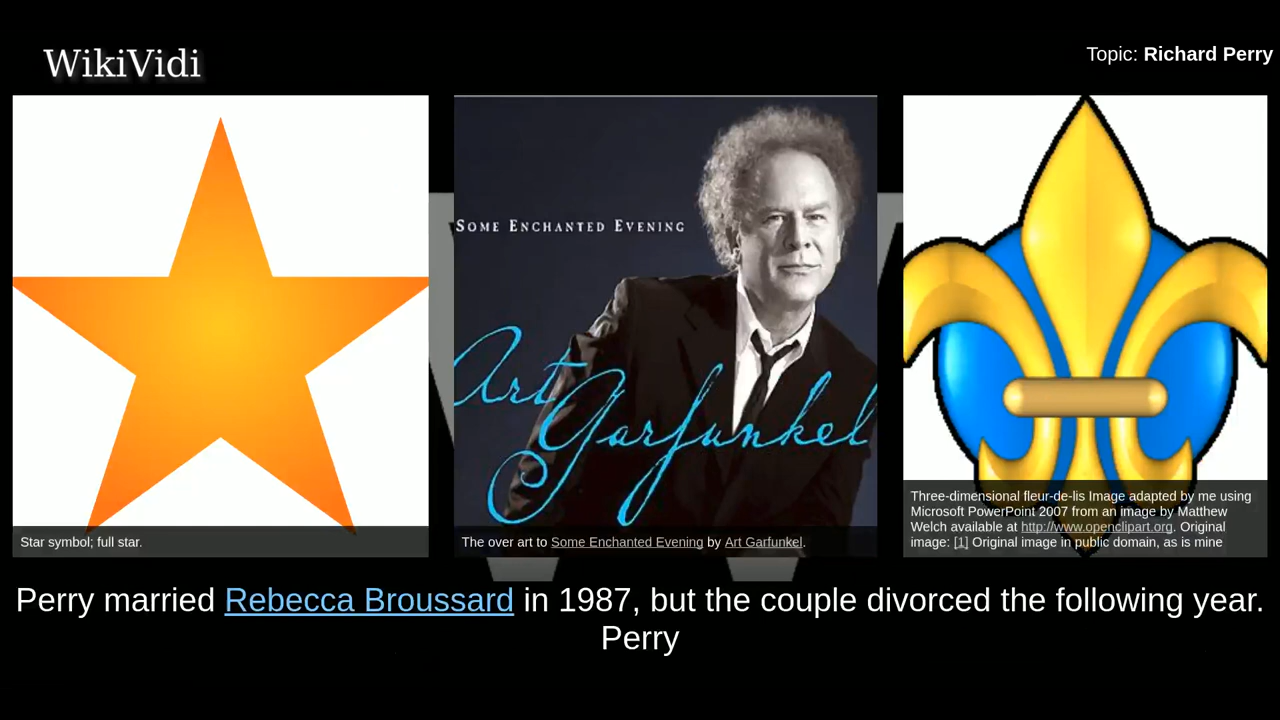 WikiVidi
Topic: Richard Perry
SOME ENCHANTED EVENING
Art
Garfunkel
Star symbol; full star.
The over art to Some Enchanted Evening by Art Garfunkel.
Three-dimensional fleur-de-lis Image adapted by me using
Microsoft PowerPoint 2007 from an image by Matthew
Welch available at http://www.openclipart.org. Original
image: [1] Original image in public domain, as is mine
Perry married Rebecca Broussard in 1987, but the couple divorced the following year.
Perry